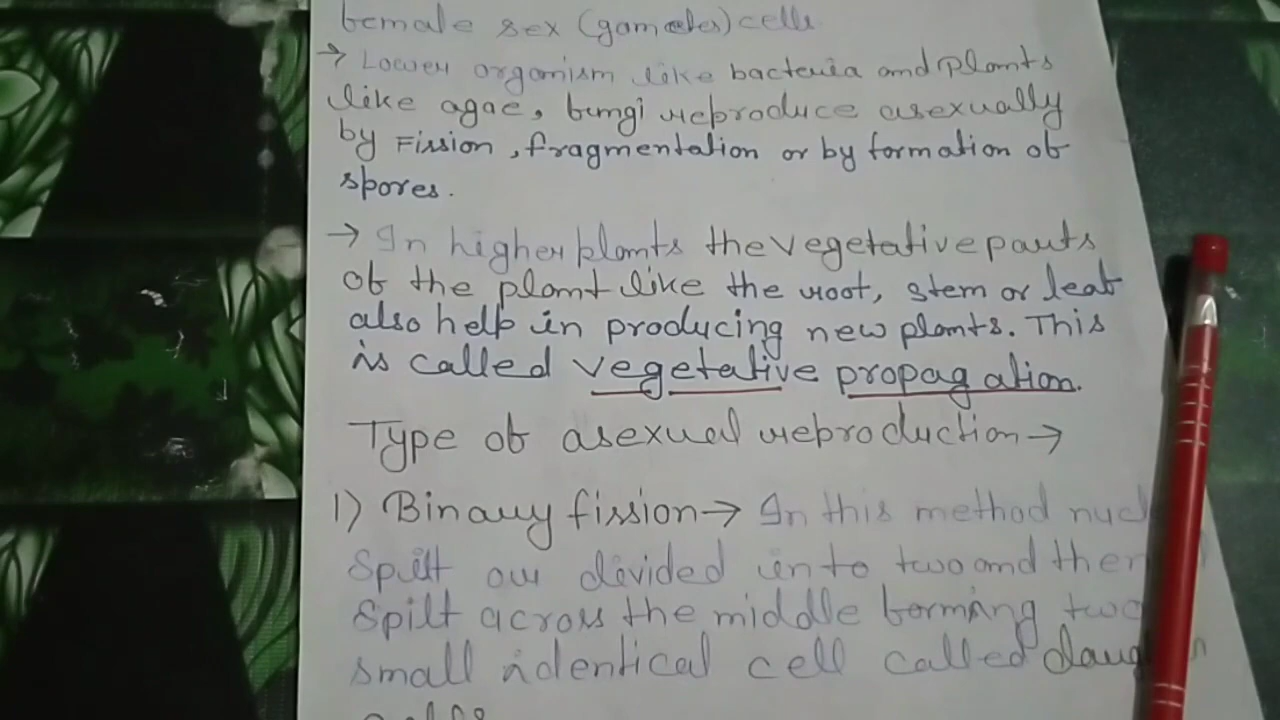 female sex (gametes) cells
→ Lower organism like bacteria and plants
like agae, fungi reproduce asexually
by Fission, fragmentation or by formation of
spores.
→ In higher plants the vegetative parts
of the plant like the root, stem or leaf
also help in producing new plants. This
is called vegetative propagation.
Type of asexual reproduction →
1) Binary fission → In this method
Spilt or divided into two and then
Spilt across the middle forming two
small identical cell called